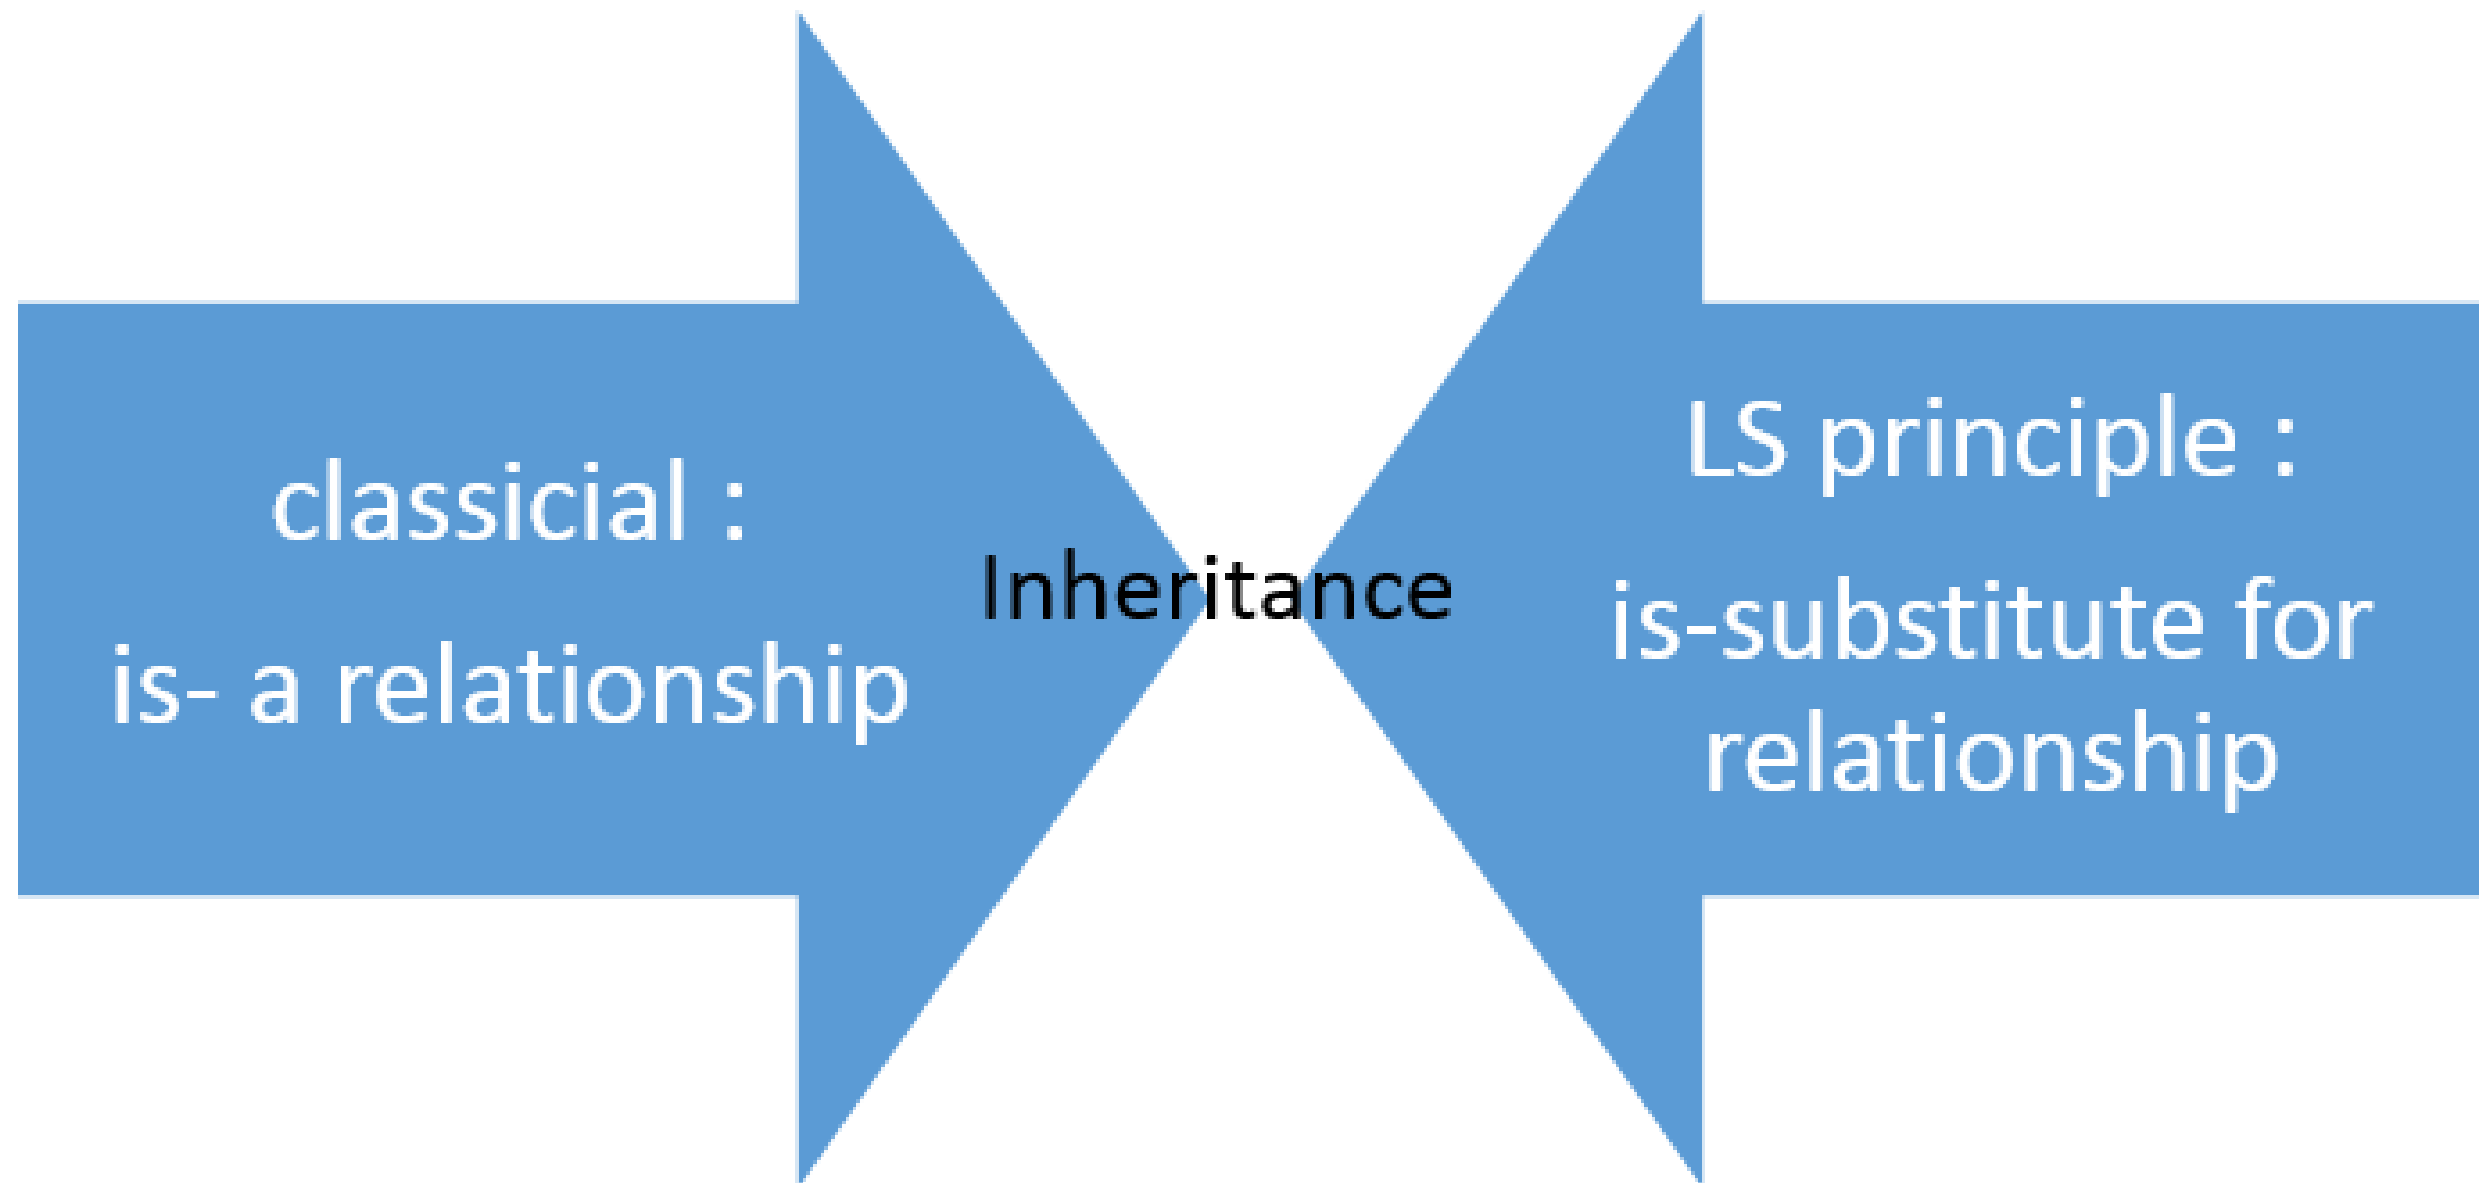 classicial :
is- a relationship
Inheritance
LS principle :
is-substitute for
relationship